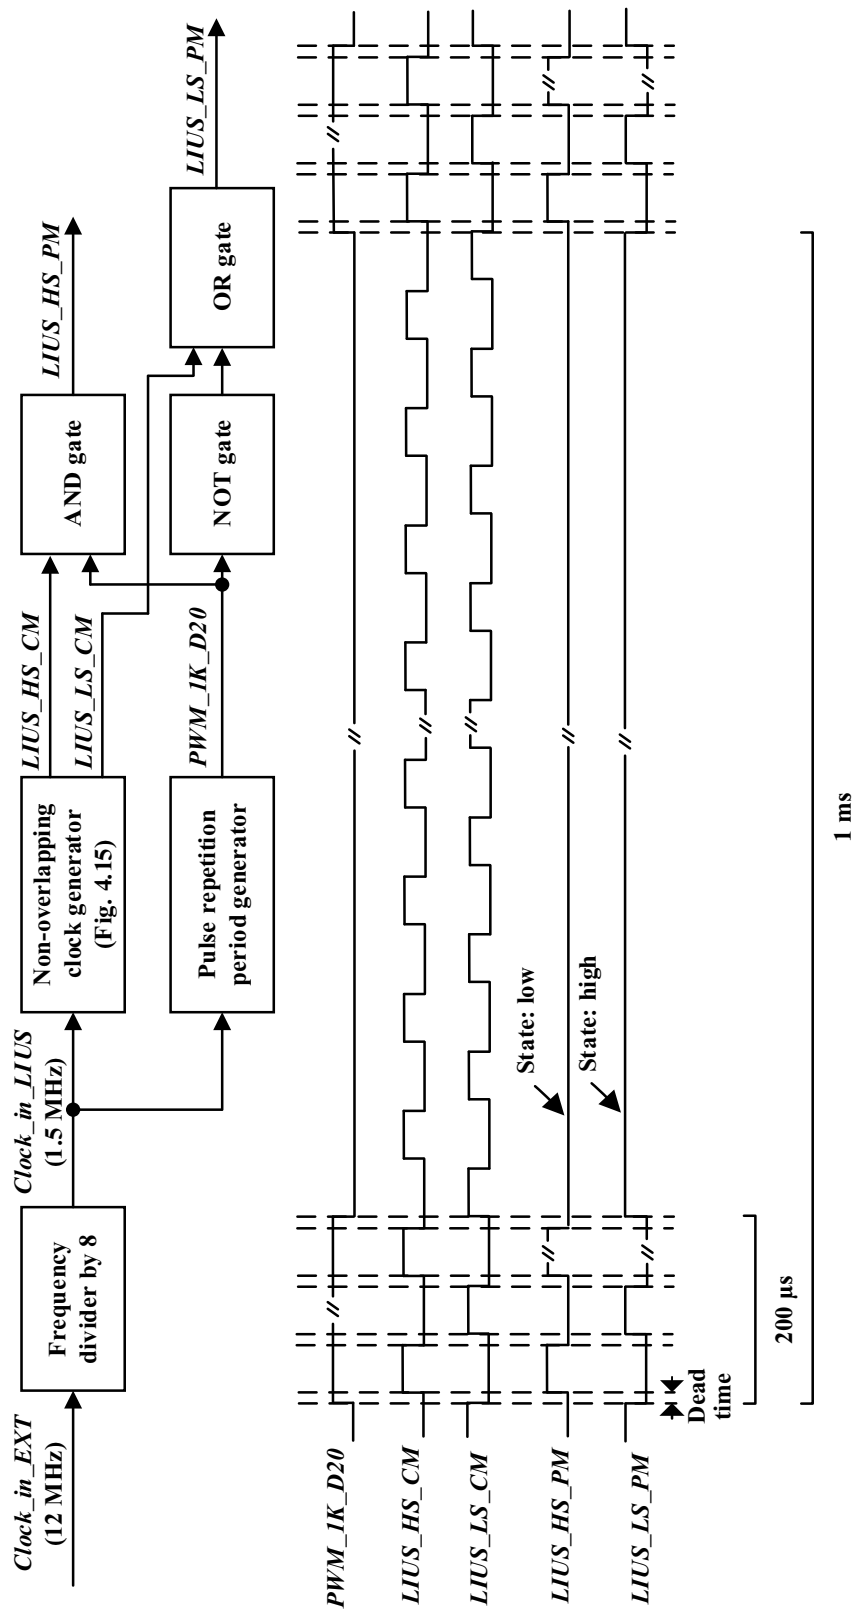 Clock_in_EXT
(12 MHz)
Frequency
divider by 8
Clock_in_LIUS
(1.5 MHz)
Non-overlapping
clock generator
(Fig. 4.15)
LIUS_HS_CM
LIUS_LS_CM
Pulse repetition
period generator
PWM_1K_D20
AND gate
NOT gate
LIUS_HS_PM
OR gate
LIUS_LS_PM
PWM_1K_D20
LIUS_HS_CM
LIUS_LS_CM
LIUS_HS_PM
State: low
LIUS_LS_PM
State: high
Dead
time
200 µs
1 ms